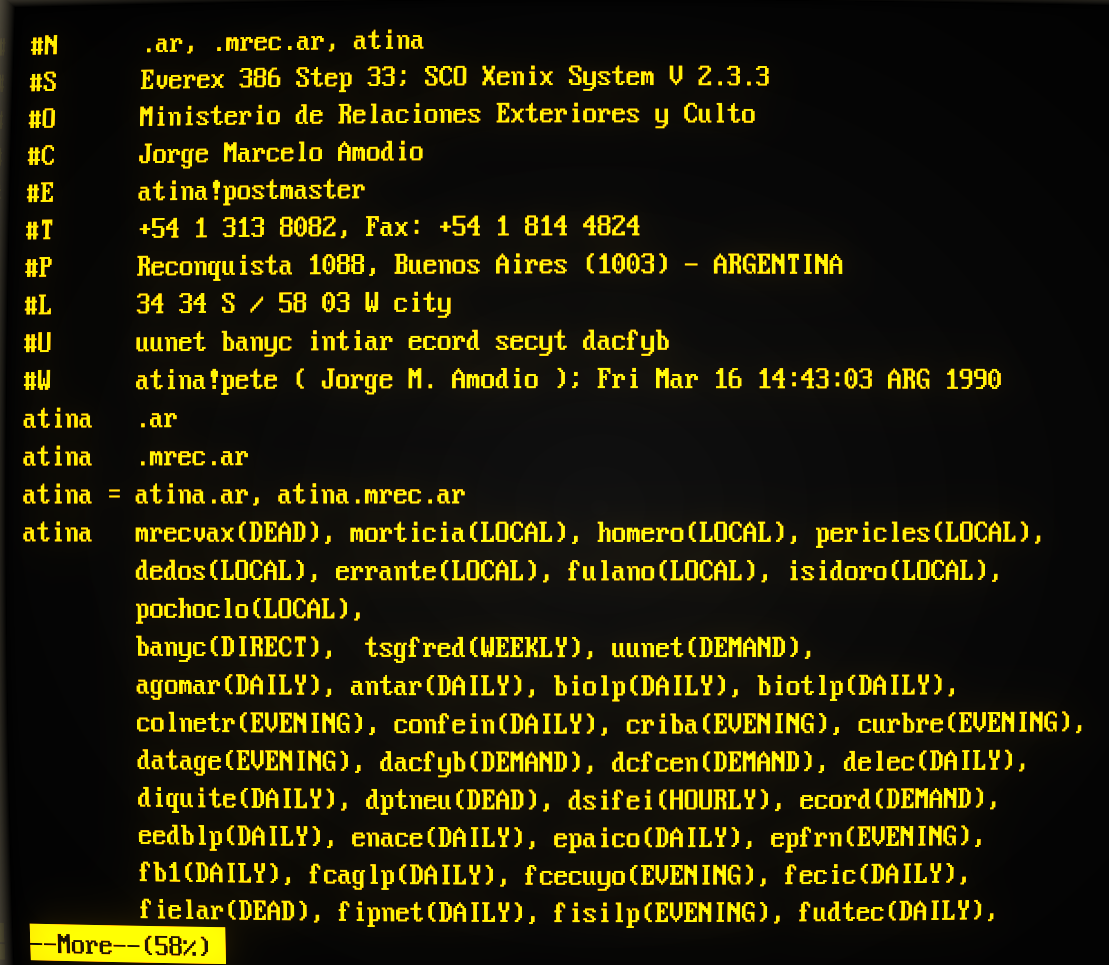 #N .ar, .mrec.ar, atina
#S Everex 386 Step 33; SCO Xenix System V 2.3.3
#O Ministerio de Relaciones Exteriores y Culto
#C Jorge Marcelo Amodio
#E atina!postmaster
#T +54 1 313 8082, Fax: +54 1 814 4824
#P Reconquista 1088, Buenos Aires (1003) - ARGENTINA
#L 34 34 S / 58 03 W city
#U uunet banyc intiar ecord secyt dacfyb
#W atina!pete ( Jorge M. Amodio ); Fri Mar 16 14:43:03 ARG 1990
atina .ar
atina .mrec.ar
atina = atina.ar, atina.mrec.ar
atina mrecvax(DEAD), morticia(LOCAL), homero(LOCAL), pericles(LOCAL),
dedos(LOCAL), errante(LOCAL), fulano(LOCAL), isidoro(LOCAL),
pochoclo(LOCAL),
banyc(DIRECT), tsgfred(WEEKLY), uunet(DEMAND),
agomar(DAILY), antar(DAILY), biolp(DAILY), biotlp(DAILY),
colnetr(EVENING), confein(DAILY), criba(EVENING), curbre(EVENING),
datage(EVENING), dacfyb(DEMAND), dcfcen(DEMAND), delec(DAILY),
diquite(DAILY), dptneu(DEAD), dsifei(HOURLY), ecord(DEMAND),
eedblp(DAILY), enace(DAILY), epaico(DAILY), epfrn(EVENING),
fb1(DAILY), fcaglp(DAILY), fcecuyo(EVENING), fecic(DAILY),
fielar(DEAD), fipnet(DAILY), fisilp(EVENING), fudtec(DAILY),
--More--(58%)